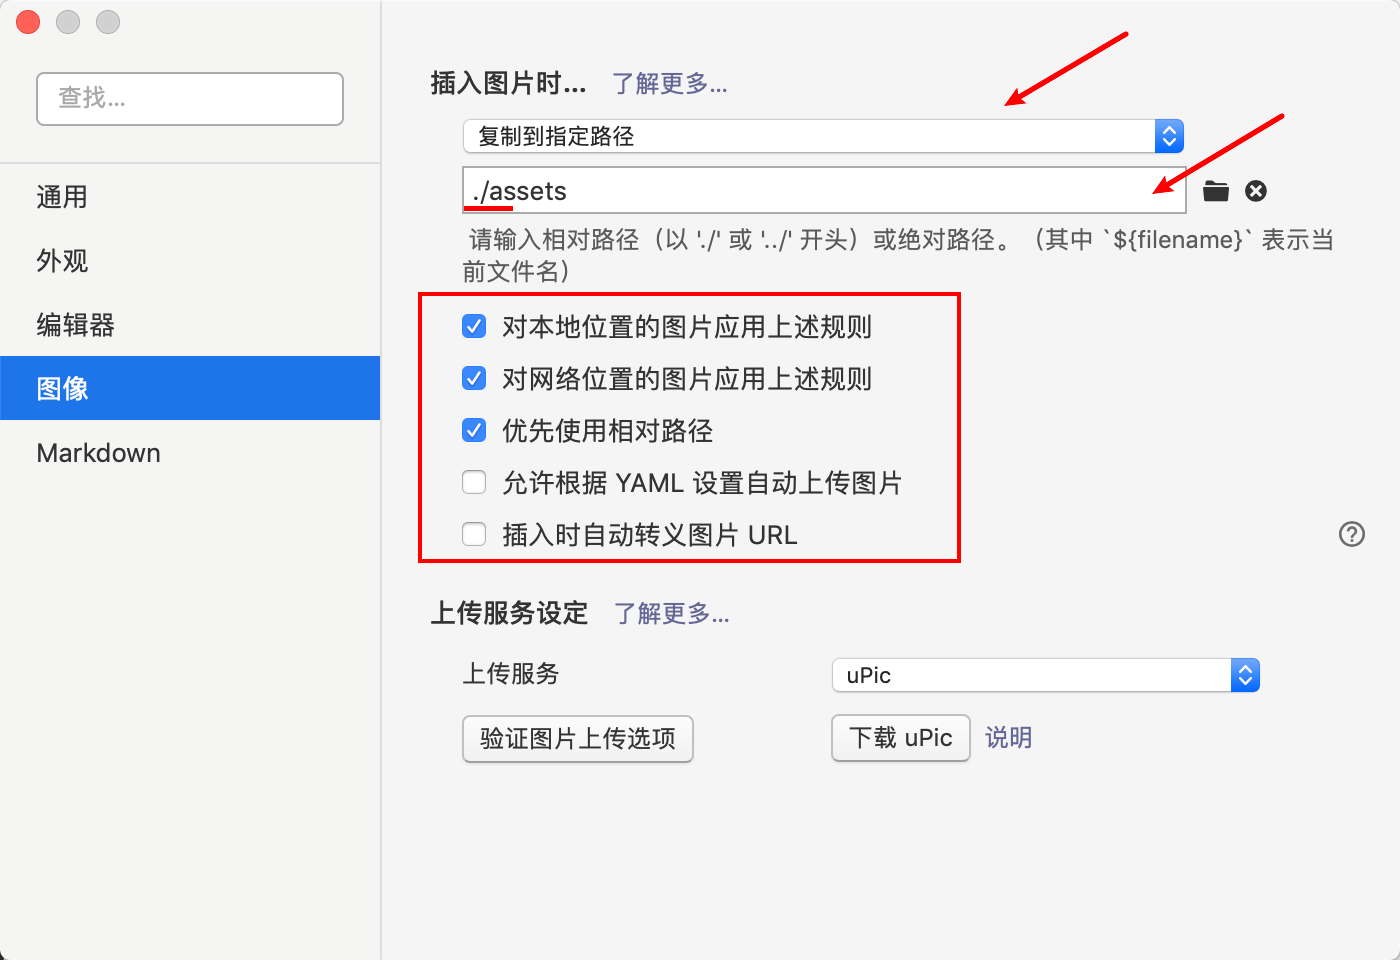 查找...
通用
外观
编辑器
图像
Markdown
插入图片时... 了解更多...
复制到指定路径
./assets
请输入相对路径（以 './' 或 '../' 开头）或绝对路径。（其中 `${filename}` 表示当
前文件名）
对本地位置的图片应用上述规则
对网络位置的图片应用上述规则
优先使用相对路径
允许根据 YAML 设置自动上传图片
插入时自动转义图片 URL
上传服务设定 了解更多...
上传服务 uPic
验证图片上传选项 下载 uPic 说明